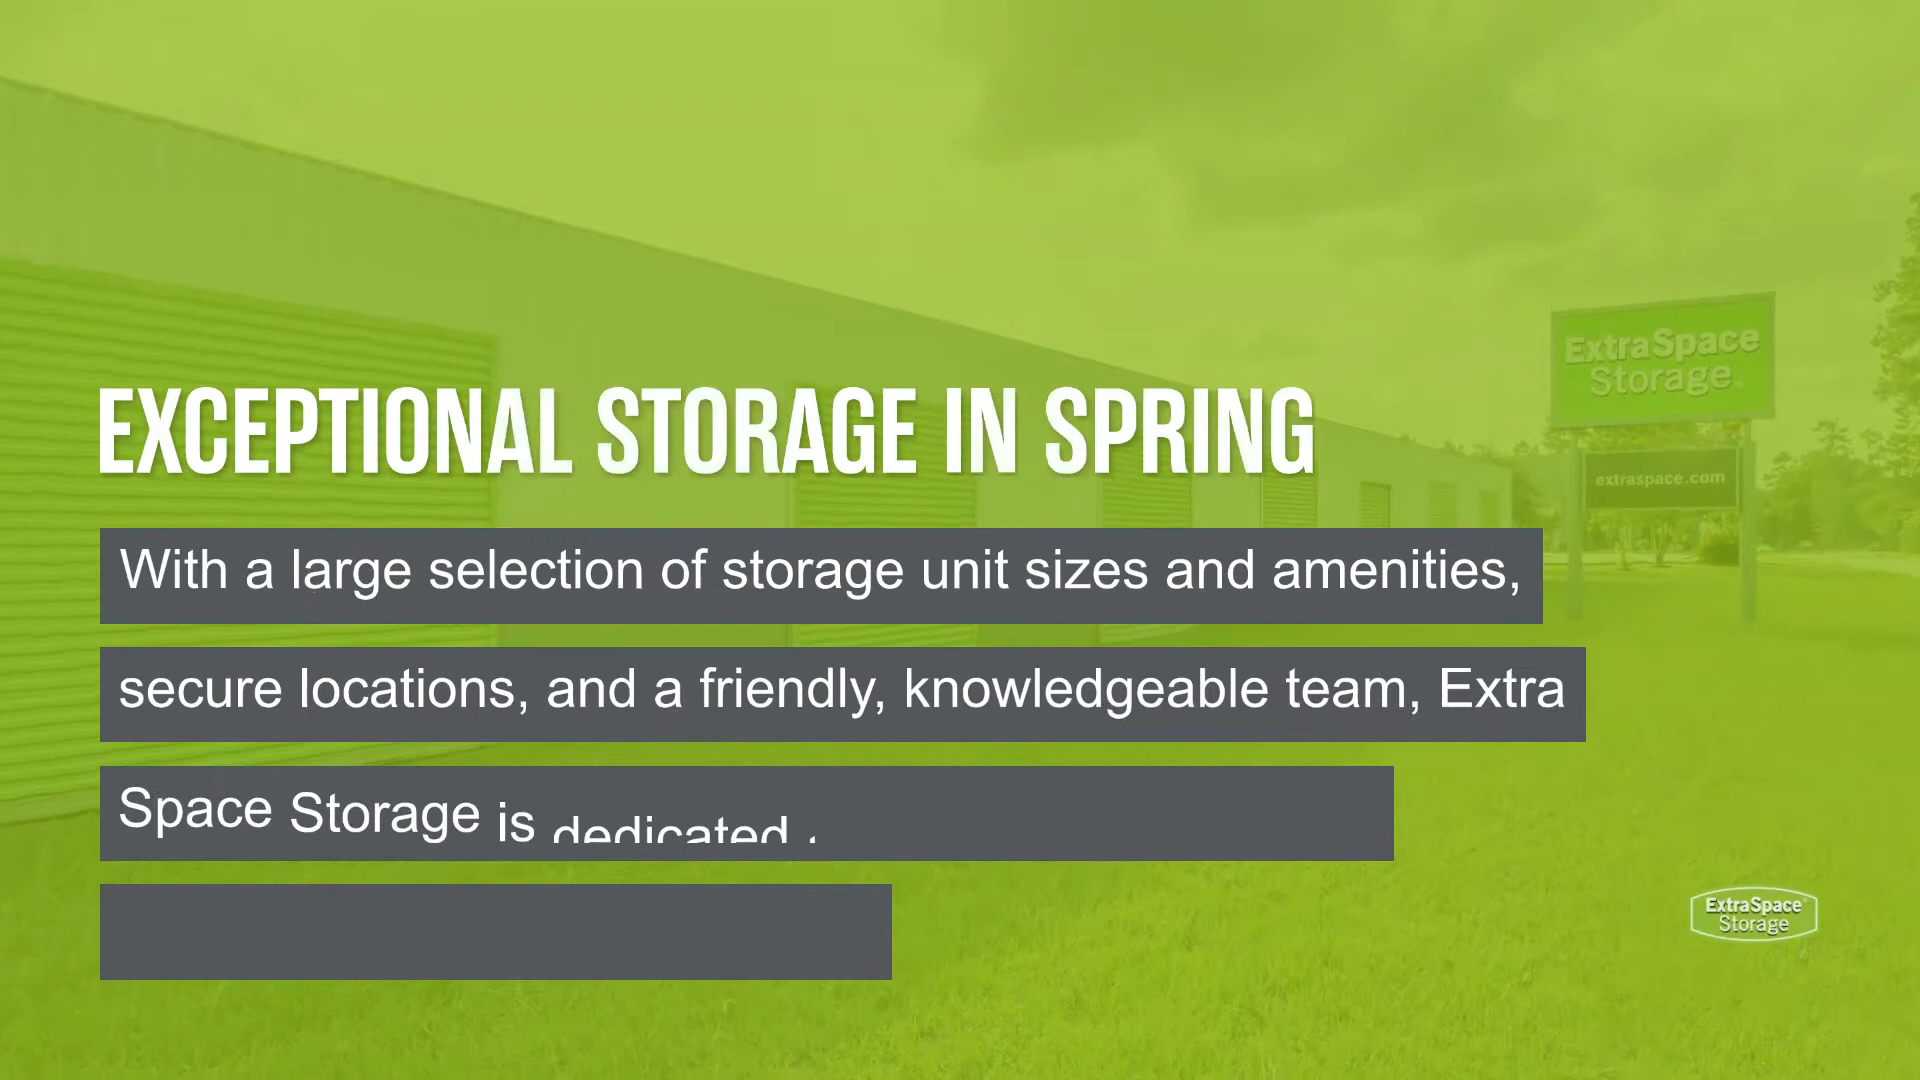 ExtraSpace
Storage
extraspace.com
EXCEPTIONAL STORAGE IN SPRING
With a large selection of storage unit sizes and amenities,
secure locations, and a friendly, knowledgeable team, Extra
Space Storage is dedicated
ExtraSpace
Storage